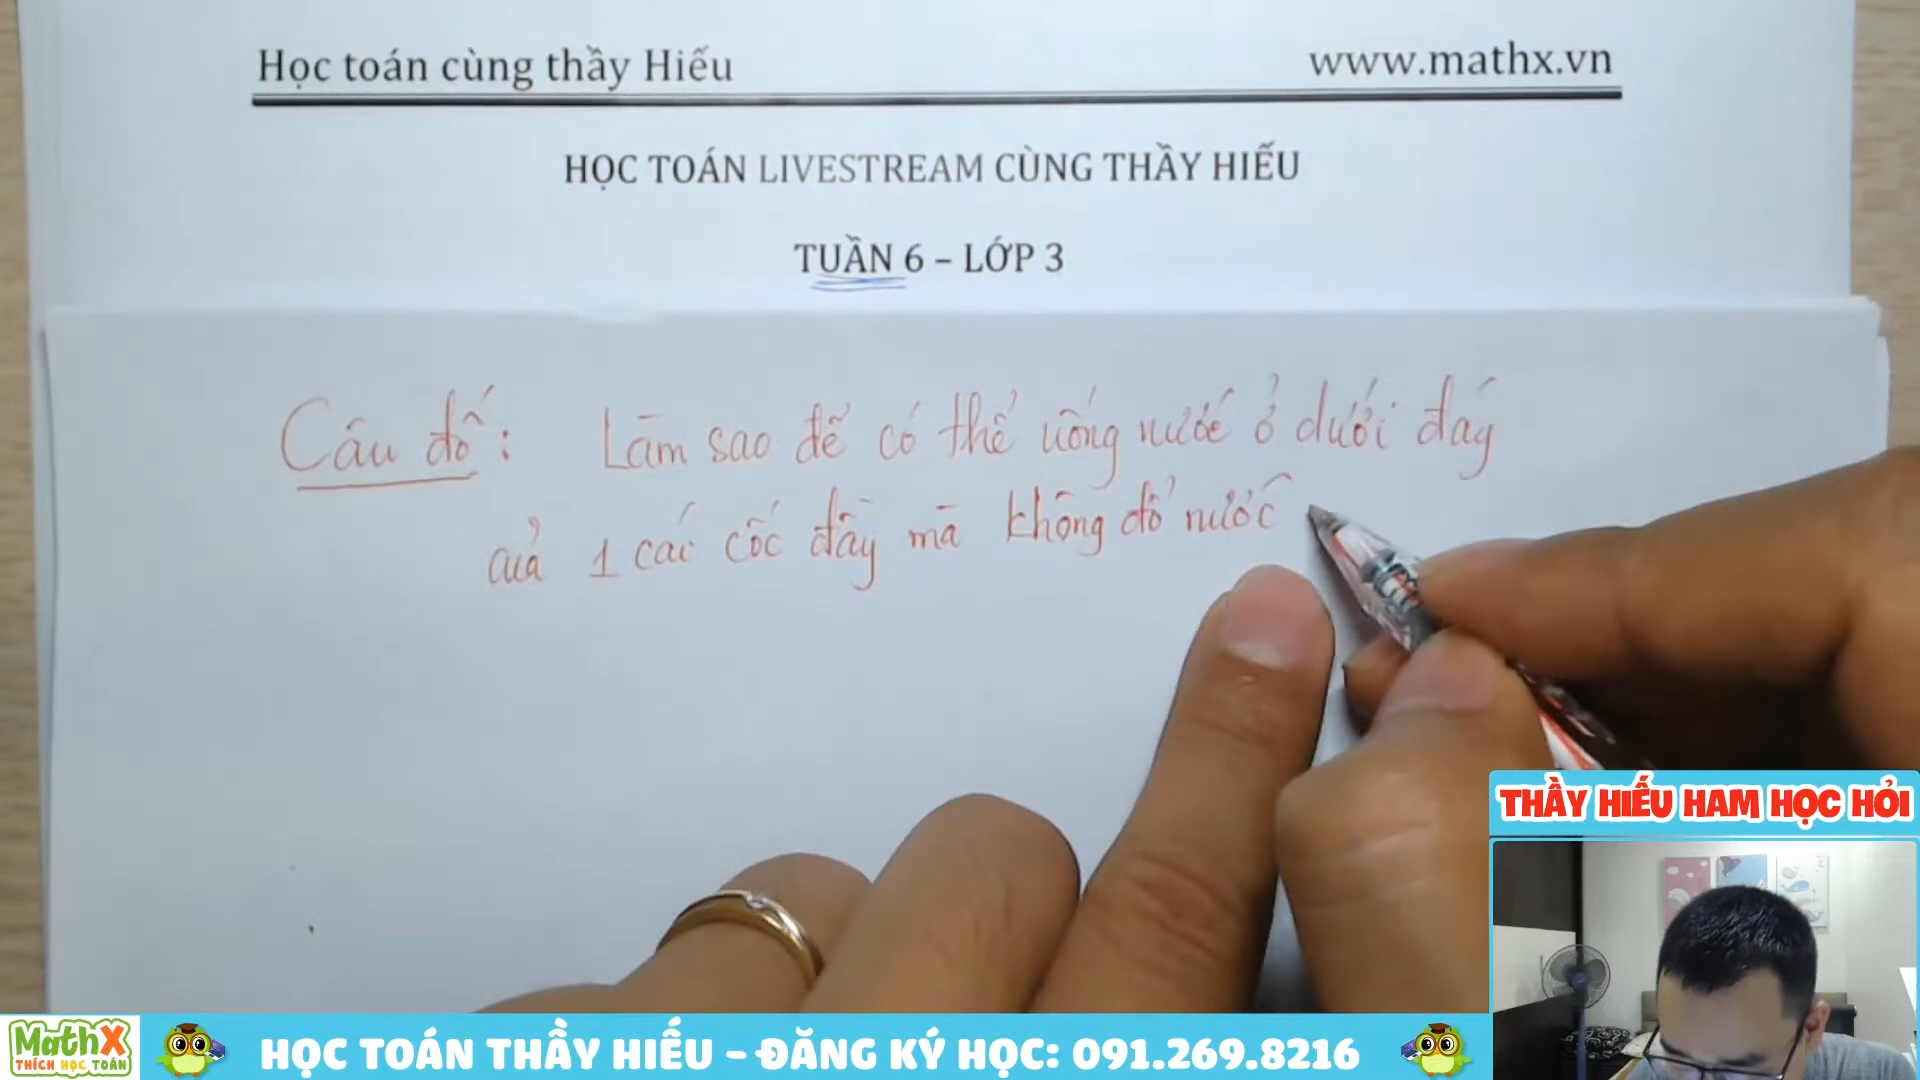 Học toán cùng thầy Hiếu
www.mathx.vn
HỌC TOÁN LIVESTREAM CÙNG THẦY HIẾU
TUẦN 6 – LỚP 3
Câu đố: Làm sao để có thể uống nước ở dưới đáy
của 1 cái cốc đầy mà không đổ nước
THẦY HIẾU HAM HỌC HỎI
MathX
THÍCH HỌC TOÁN
HỌC TOÁN THẦY HIẾU - ĐĂNG KÝ HỌC: 091.269.8216